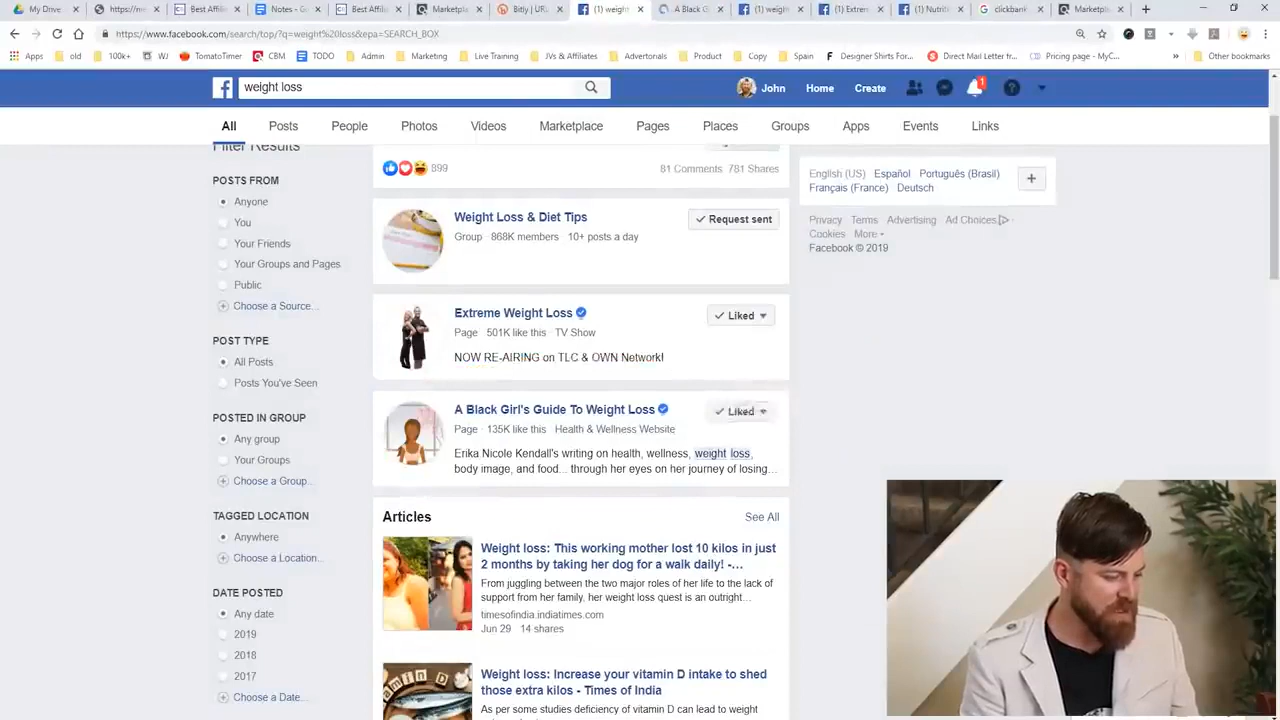 My Drive
https://ne
Best Affilia
Notes - Go
Best Affilia
Marketpla
Bitly | URL
(1) weight
A Black Gi
(1) weight
(1) Extrem
(1) Nutriti
clickbank
Marketpla
https://www.facebook.com/search/top/?q=weight%20loss&epa=SEARCH_BOX
Apps
old
100k+
WJ
TomatoTimer
CBM
TODO
Admin
Marketing
Live Training
JVs & Affiliates
Advertorials
Product
Copy
Spain
Designer Shirts For...
Direct Mail Letter fr...
Pricing page - MyC...
»
Other bookmarks
weight loss
John
Home
Create
1
All
Posts
People
Photos
Videos
Marketplace
Pages
Places
Groups
Apps
Events
Links
Filter Results
POSTS FROM
Anyone
You
Your Friends
Your Groups and Pages
Public
Choose a Source...
POST TYPE
All Posts
Posts You've Seen
POSTED IN GROUP
Any group
Your Groups
Choose a Group...
TAGGED LOCATION
Anywhere
Choose a Location...
DATE POSTED
Any date
2019
2018
2017
Choose a Date...
899
81 Comments 781 Shares
Weight Loss & Diet Tips
Group 868K members 10+ posts a day
Request sent
Extreme Weight Loss
Page · 501K like this · TV Show
NOW RE-AIRING on TLC & OWN Network!
Liked
A Black Girl's Guide To Weight Loss
Page · 135K like this · Health & Wellness Website
Erika Nicole Kendall's writing on health, wellness, weight loss,
body image, and food... through her eyes on her journey of losing...
Liked
Articles
See All
Weight loss: This working mother lost 10 kilos in just
2 months by taking her dog for a walk daily! -...
From juggling between the two major roles of her life to the lack of
support from her family, her weight loss quest is an outright...
timesofindia.indiatimes.com
Jun 29 · 14 shares
Weight loss: Increase your vitamin D intake to shed
those extra kilos - Times of India
As per some studies deficiency of vitamin D can lead to weight
English (US) Español Português (Brasil)
Français (France) Deutsch
Privacy Terms Advertising Ad Choices
Cookies More
Facebook © 2019